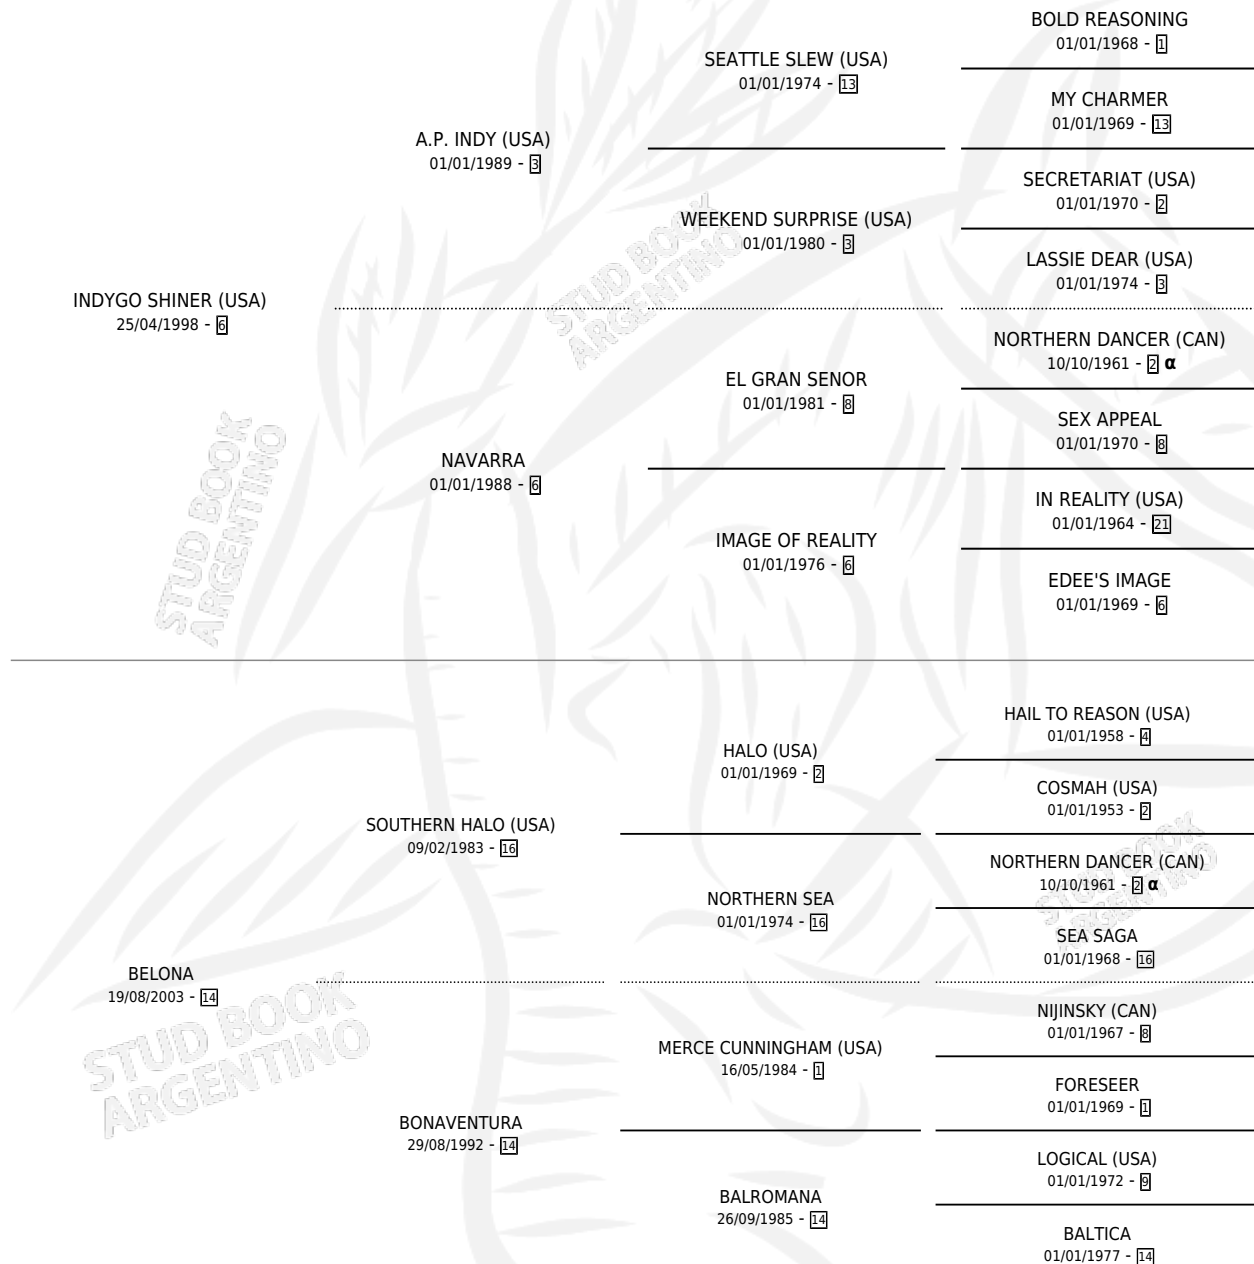 BOLD REASONING
01/01/1968 - 1
SEATTLE SLEW (USA)
01/01/1974 - 13
MY CHARMER
01/01/1969 - 13
A.P. INDY (USA)
01/01/1989 - 3
SECRETARIAT (USA)
01/01/1970 - 2
WEEKEND SURPRISE (USA)
01/01/1980 - 3
LASSIE DEAR (USA)
01/01/1974 - 3
INDYGO SHINER (USA)
25/04/1998 - 6
NORTHERN DANCER (CAN)
10/10/1961 - 2 α
EL GRAN SENOR
01/01/1981 - 8
SEX APPEAL
01/01/1970 - 8
NAVARRA
01/01/1988 - 6
IN REALITY (USA)
01/01/1964 - 21
IMAGE OF REALITY
01/01/1976 - 6
EDEE'S IMAGE
01/01/1969 - 6
HAIL TO REASON (USA)
01/01/1958 - 4
HALO (USA)
01/01/1969 - 2
COSMAH (USA)
01/01/1953 - 2
SOUTHERN HALO (USA)
09/02/1983 - 16
NORTHERN DANCER (CAN)
10/10/1961 - 2 α
NORTHERN SEA
01/01/1974 - 16
SEA SAGA
01/01/1968 - 16
BELONA
19/08/2003 - 14
NIJINSKY (CAN)
01/01/1967 - 8
MERCE CUNNINGHAM (USA)
16/05/1984 - 1
FORESEER
01/01/1969 - 1
BONAVENTURA
29/08/1992 - 14
LOGICAL (USA)
01/01/1972 - 9
BALROMANA
26/09/1985 - 14
BALTICA
01/01/1977 - 14
STUD BOOK
ARGENTINO
STUD BOOK
ARGENTINO
STUD BOOK
ARGENTINO
STUD BOOK
ARGENTINO